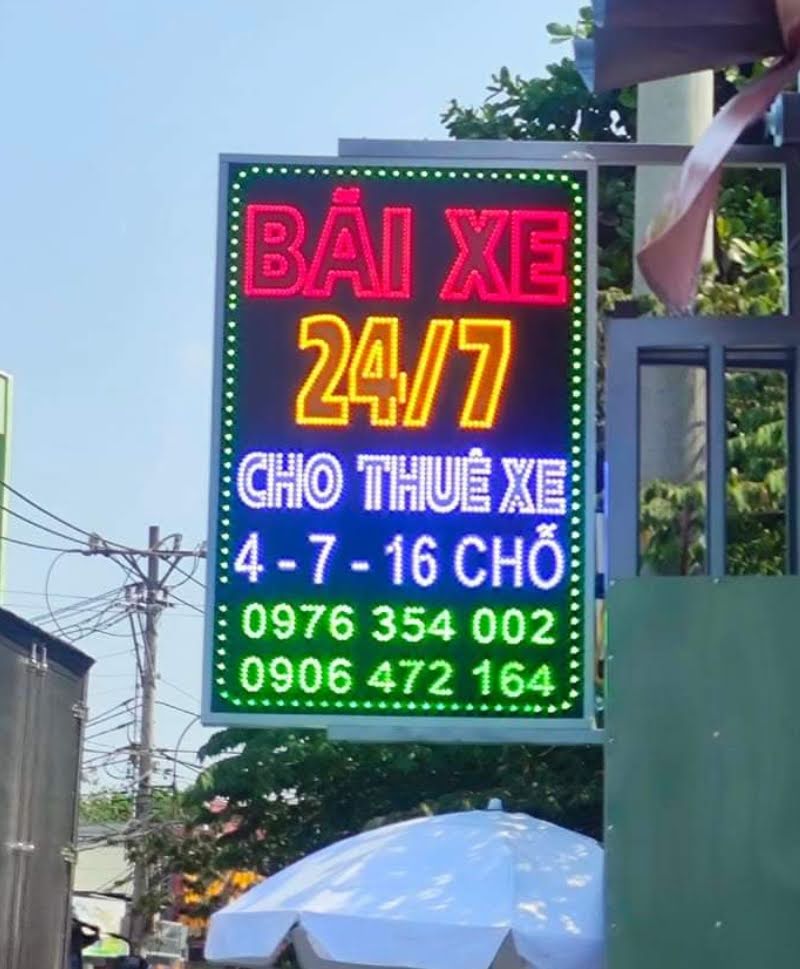 BÃI XE
24/7
CHO THUÊ XE
4 - 7 - 16 CHỖ
0976 354 002
0906 472 164